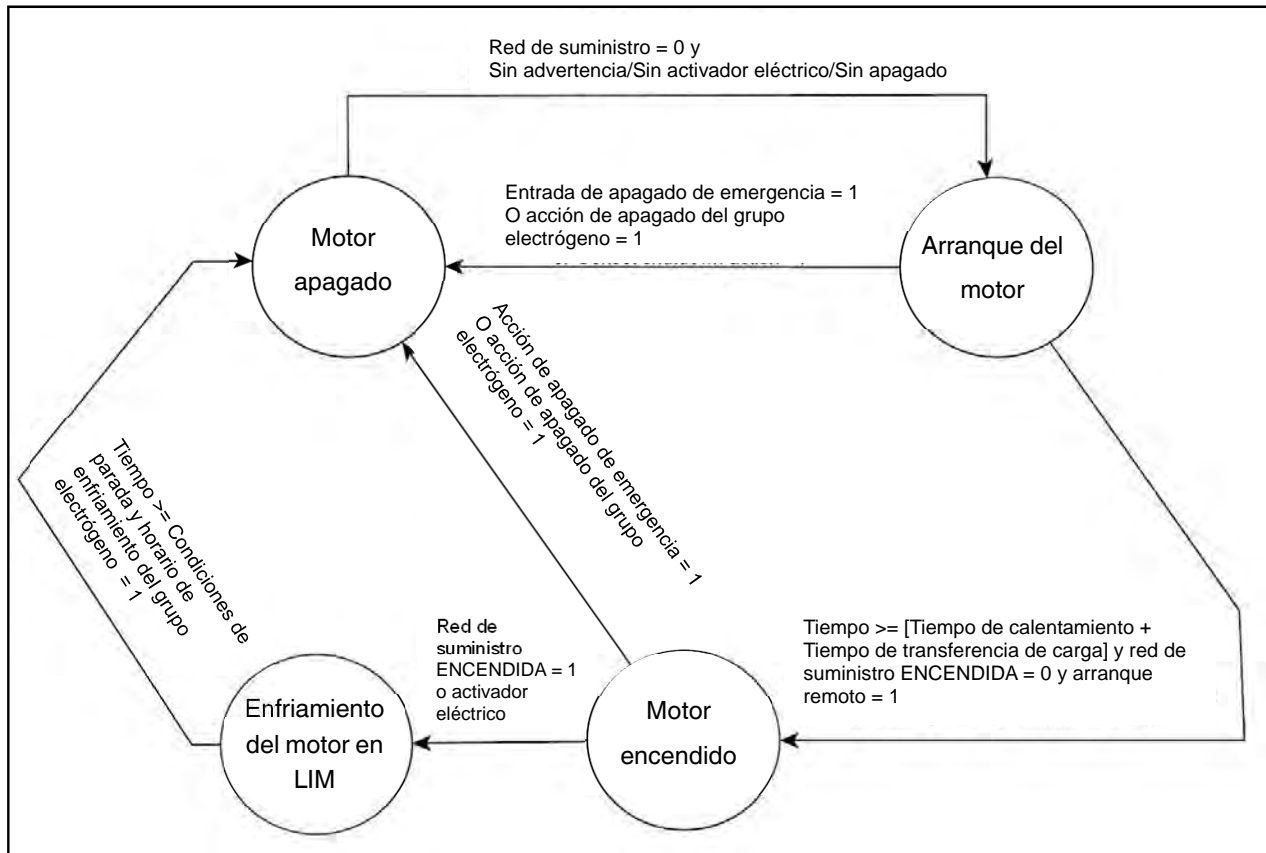 Red de suministro = 0 y
Sin advertencia/Sin activador eléctrico/Sin apagado
Entrada de apagado de emergencia = 1
O acción de apagado del grupo
electrógeno = 1
Motor
apagado
Arranque del
motor
Acción de apagado de emergencia = 1
O acción de apagado del grupo
electrógeno = 1
Tiempo >= Condiciones de
parada y horario de
enfriamiento del grupo
electrógeno = 1
Red de
suministro
ENCENDIDA = 1
o activador
eléctrico
Tiempo >= [Tiempo de calentamiento +
Tiempo de transferencia de carga] y red de
suministro ENCENDIDA = 0 y arranque
remoto = 1
Enfriamiento
del motor en
LIM
Motor
encendido